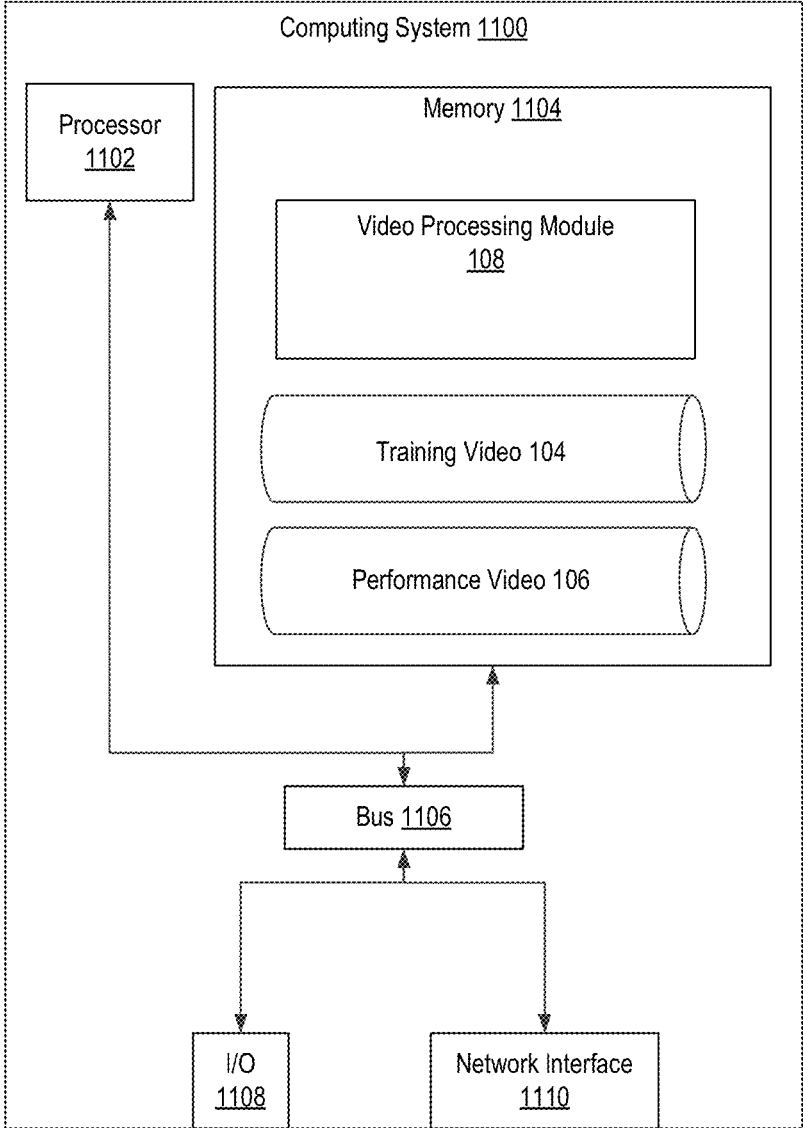 Computing System 1100
Processor
1102
Memory 1104
Video Processing Module
108
Training Video 104
Performance Video 106
Bus 1106
I/O
1108
Network Interface
1110